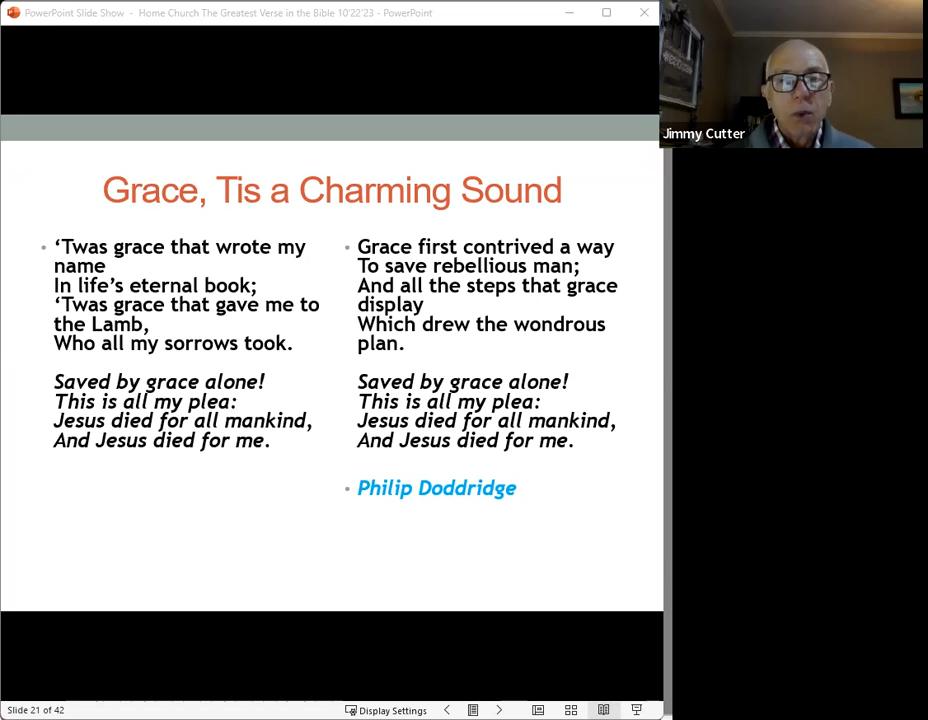 PowerPoint Slide Show - Home Church The Greatest Verse in the Bible 10'22'23 - PowerPoint
Jimmy Cutter
Grace, Tis a Charming Sound
• ‘Twas grace that wrote my
name
In life’s eternal book;
‘Twas grace that gave me to
the Lamb,
Who all my sorrows took.
Saved by grace alone!
This is all my plea:
Jesus died for all mankind,
And Jesus died for me.
• Grace first contrived a way
To save rebellious man;
And all the steps that grace
display
Which drew the wondrous
plan.
Saved by grace alone!
This is all my plea:
Jesus died for all mankind,
And Jesus died for me.
• Philip Doddridge
Slide 21 of 42
Display Settings